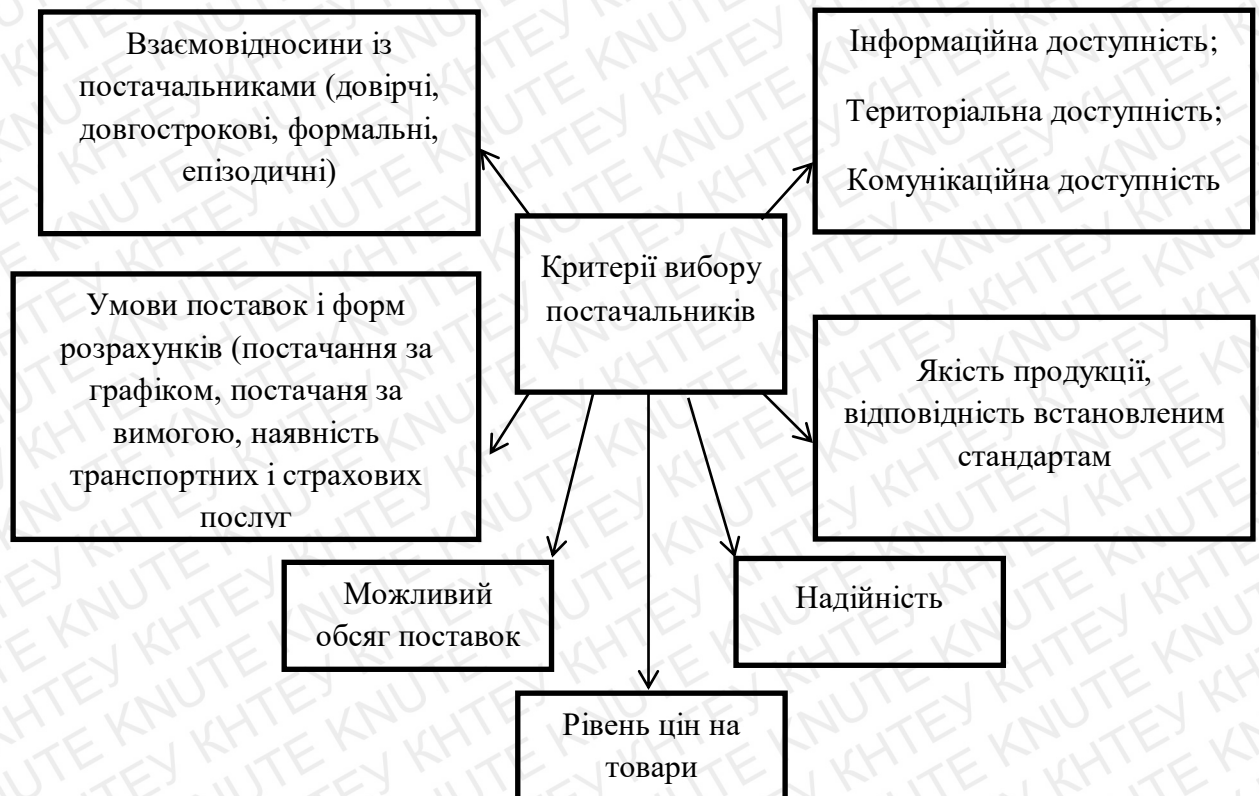 Взаємовідносини із
постачальниками (довірчі,
довгострокові, формальні,
епізодичні)
Інформаційна доступність;
Територіальна доступність;
Комунікаційна доступність
Критерії вибору
постачальників
Умови поставок і форм
розрахунків (постачання за
графіком, постачаня за
вимогою, наявність
транспортних і страхових
послуг
Якість продукції,
відповідність встановленим
стандартам
Можливий
обсяг поставок
Надійність
Рівень цін на
товари